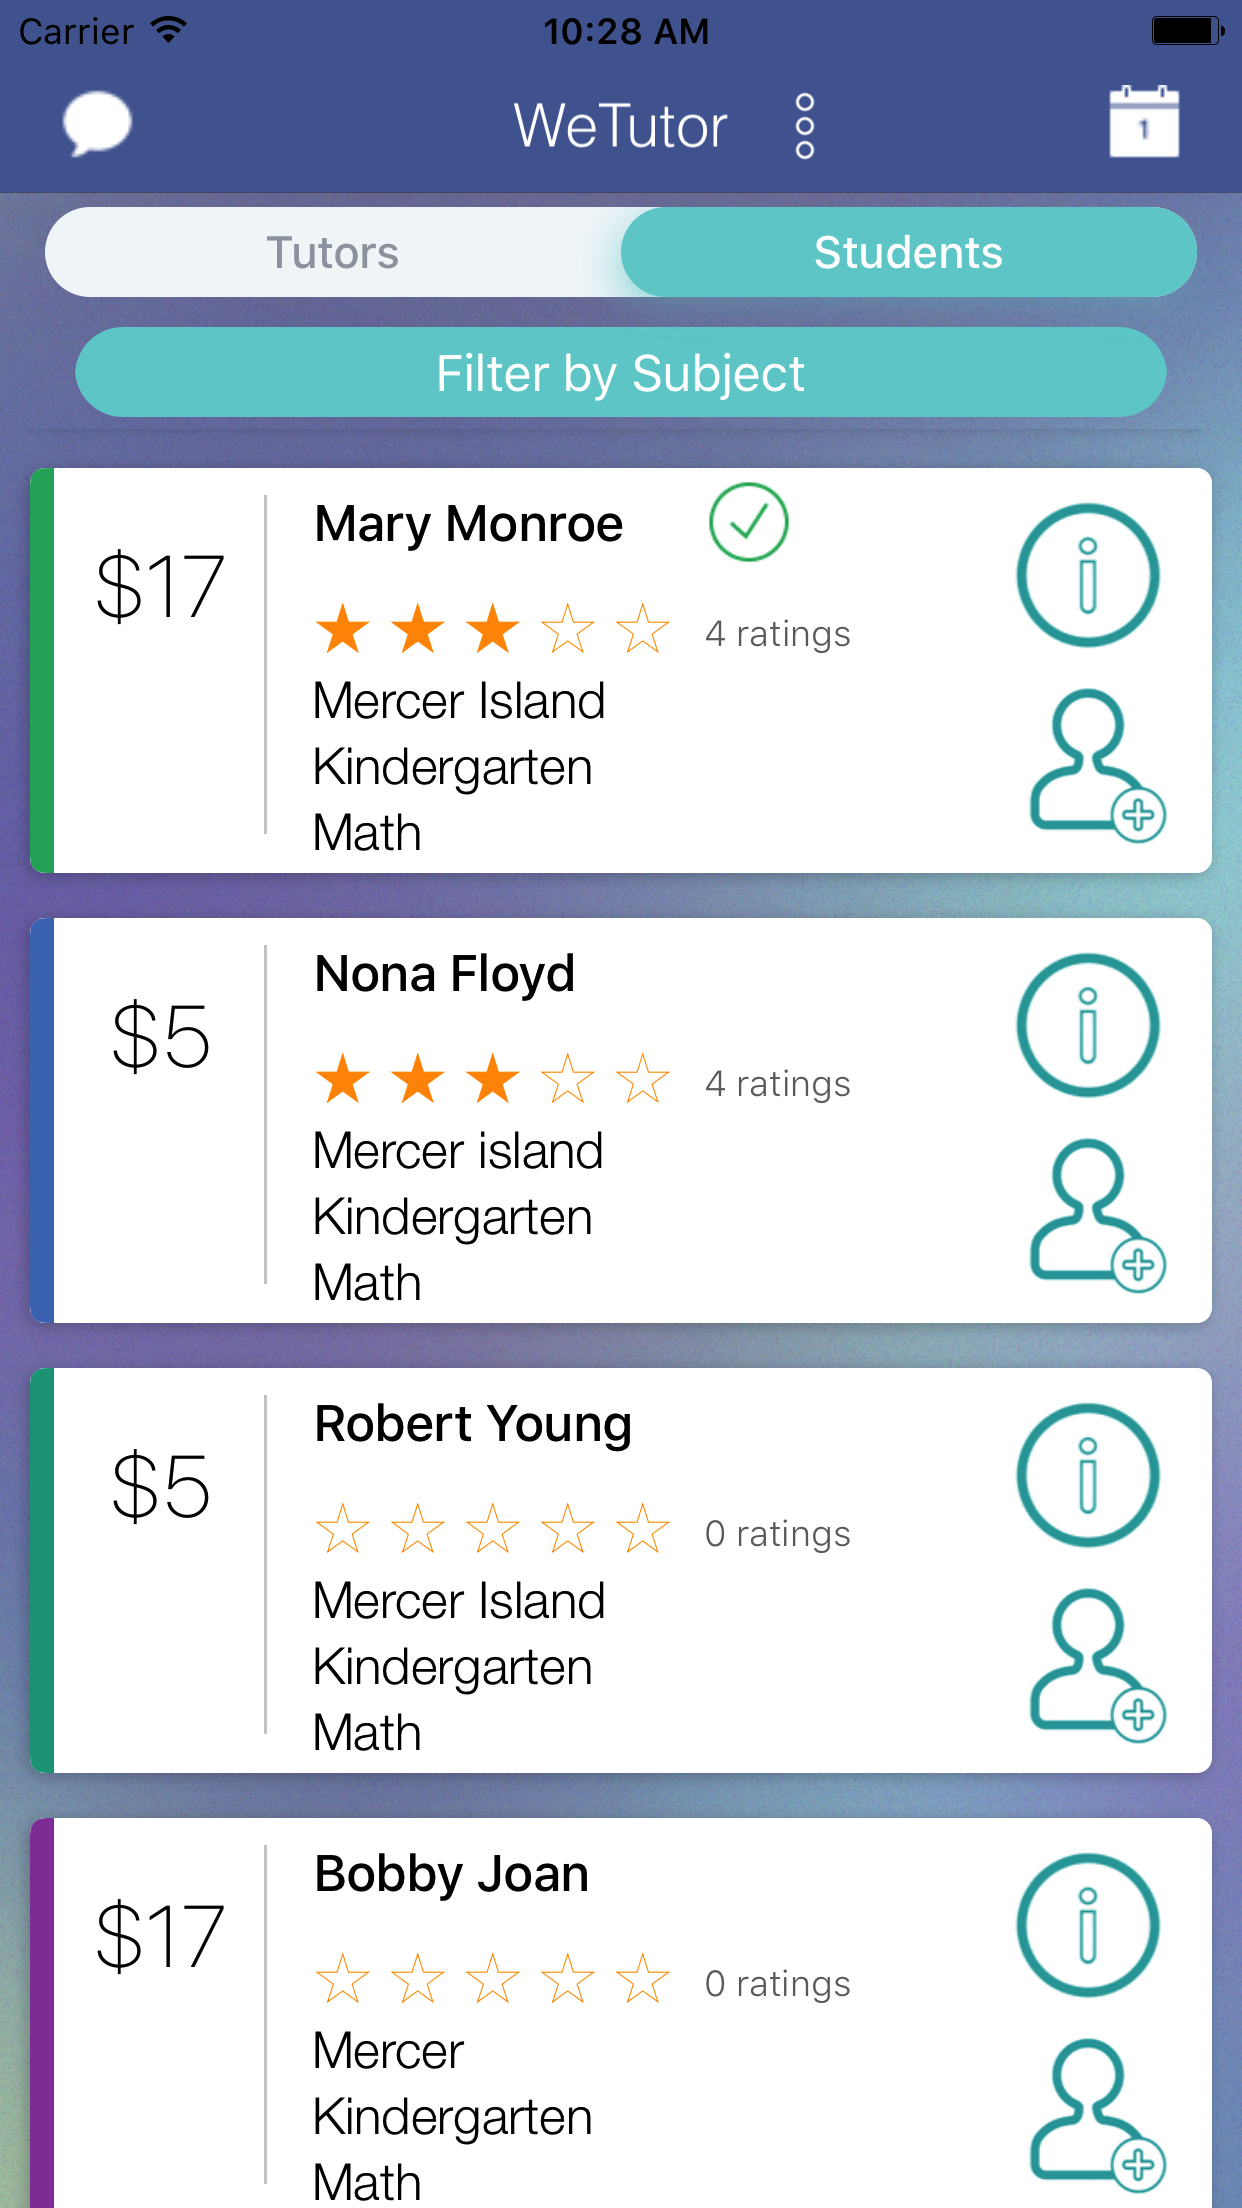 Carrier 10:28 AM
WeTutor
1
Tutors Students
Filter by Subject
Mary Monroe
$17
4 ratings
Mercer Island
Kindergarten
Math
Nona Floyd
$5
4 ratings
Mercer island
Kindergarten
Math
Robert Young
$5
0 ratings
Mercer Island
Kindergarten
Math
Bobby Joan
$17
0 ratings
Mercer
Kindergarten
Math